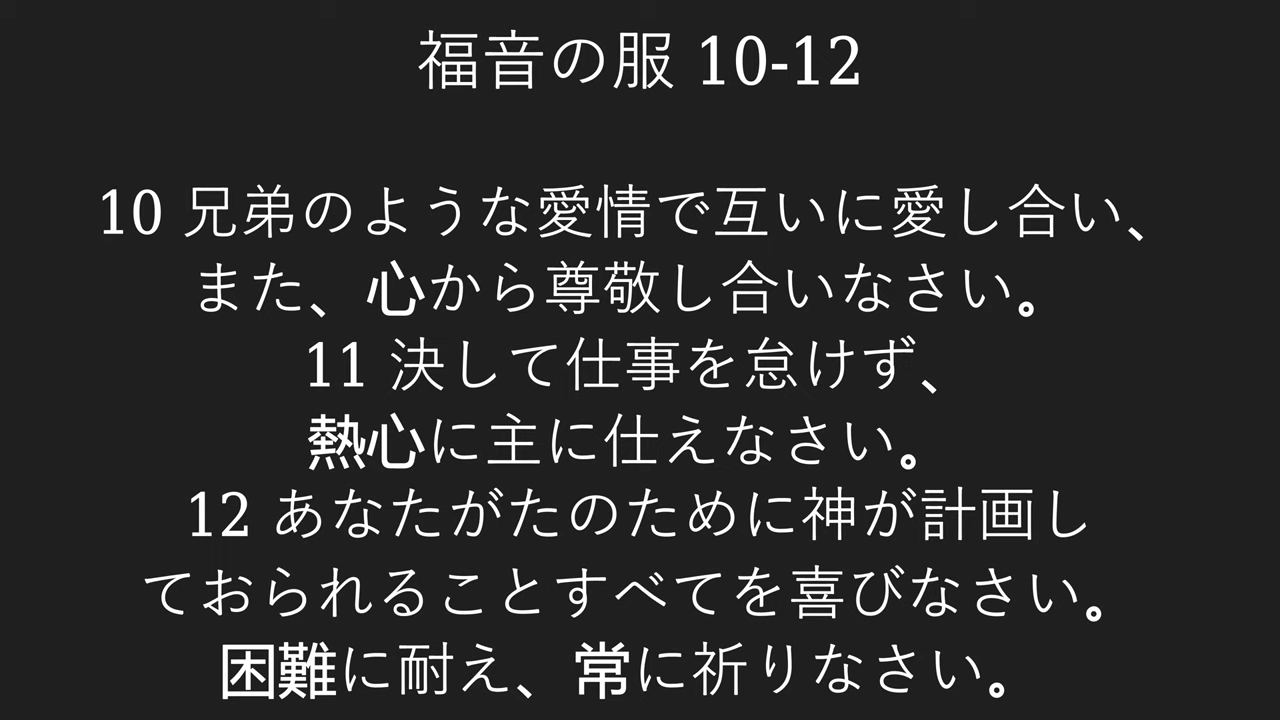 福音の服 10-12
10 兄弟のような愛情で互いに愛し合い、
また、心から尊敬し合いなさい。
11 決して仕事を怠けず、
熱心に主に仕えなさい。
12 あなたがたのために神が計画し
ておられることすべてを喜びなさい。
困難に耐え、常に祈りなさい。